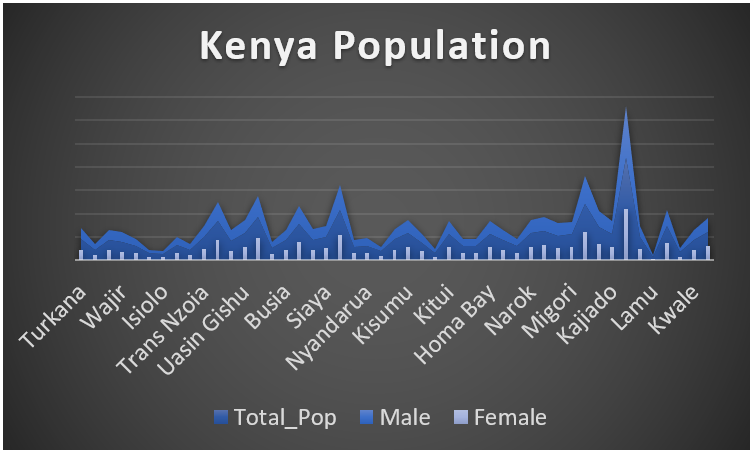 Kenya Population
Turkana
Wajir
Isiolo
Trans Nzoia
Uasin Gishu
Busia
Siaya
Nyandarua
Kisumu
Kitui
Homa Bay
Narok
Migori
Kajiado
Lamu
Kwale
Total_Pop Male Female